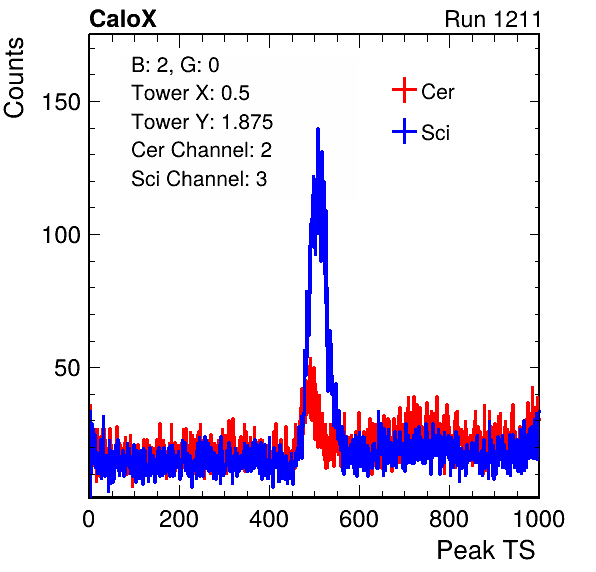 CaloX Run 1211
Counts
B: 2, G: 0
Tower X: 0.5
Tower Y: 1.875
Cer Channel: 2
Sci Channel: 3
Cer
Sci
150
100
50
0 200 400 600 800 1000
Peak TS